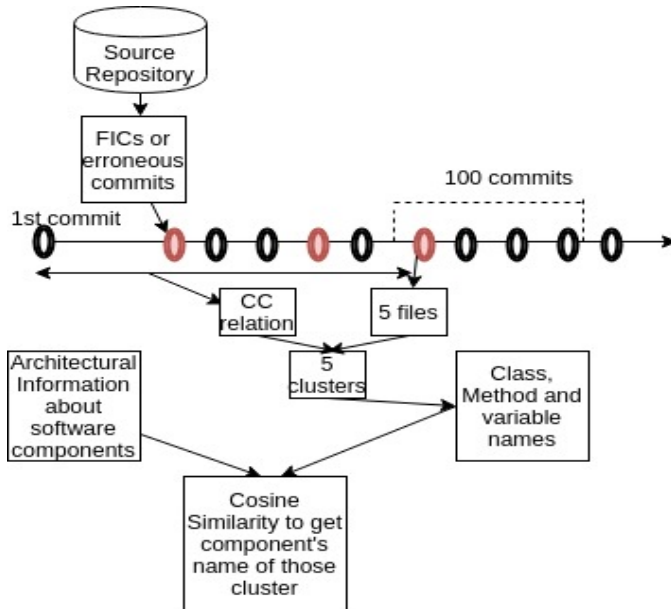 Source
Repository
FICs or
erroneous
commits
100 commits
1st commit
CC
relation
5 files
5
clusters
Architectural
Information
about
software
components
Class,
Method and
variable
names
Cosine
Similarity to get
component's
name of those
cluster